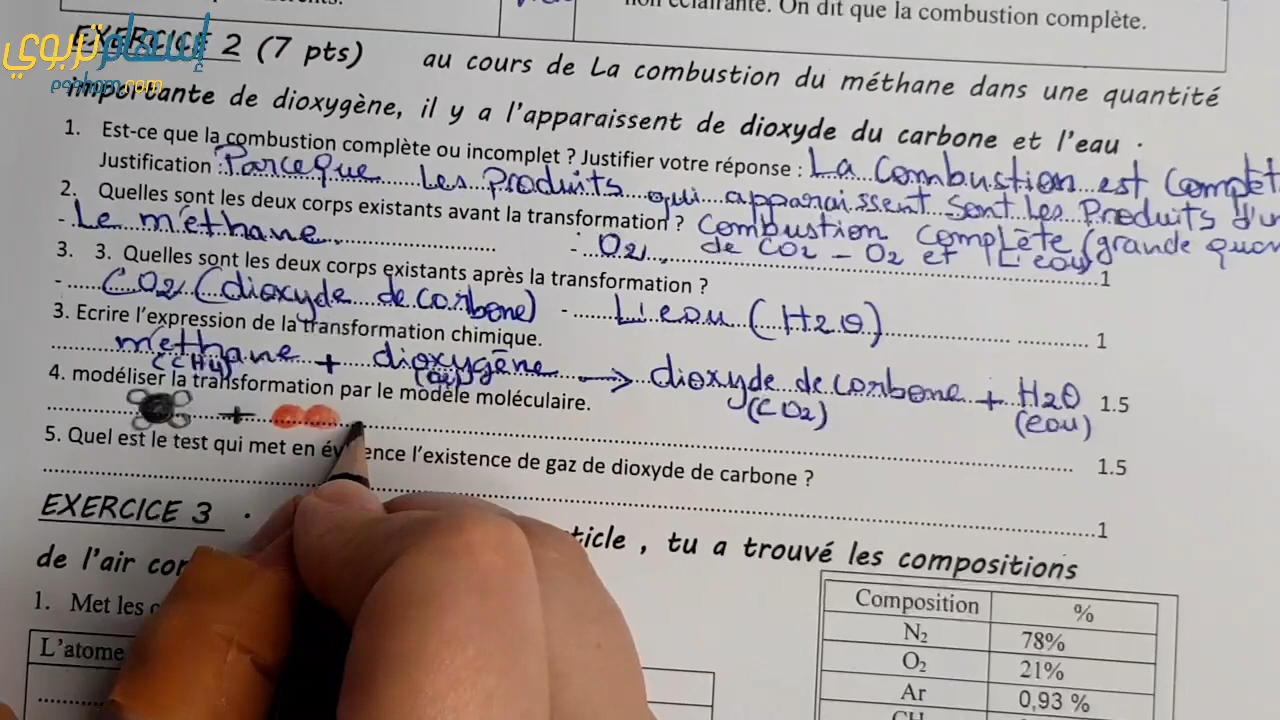 non éclairante. On dit que la combustion complète.
إسهام تربوي
EXERCICE 2 (7 pts) au cours de La combustion du méthane dans une quantité
importante de dioxygène, il y a l'apparaissent de dioxyde du carbone et l'eau .
1. Est-ce que la combustion complète ou incomplet ? Justifier votre réponse : La Combustion est complèt
Justification : Parceque les Produits qui apparaissent sont les Produits d'u
2. Quelles sont les deux corps existants avant la transformation ? Combustion complète (grande quan
- Le méthane. - O2. de CO2 - O2 et L'eau) 1
3. 3. Quelles sont les deux corps existants après la transformation ?
- CO2 (dioxyde de carbone) - L'eau (H2O) 1
3. Ecrire l'expression de la transformation chimique.
méthane + dioxygène → dioxyde de carbone + H2O 1.5
(CH4) (O2) (CO2) (eau)
4. modéliser la transformation par le modèle moléculaire.
+ 1.5
5. Quel est le test qui met en évi ence l'existence de gaz de dioxyde de carbone ?
1
EXERCICE 3 . ticle , tu a trouvé les compositions
de l'air
1. Met les
L'atome
Composition %
N2 78%
O2 21%
Ar 0,93 %